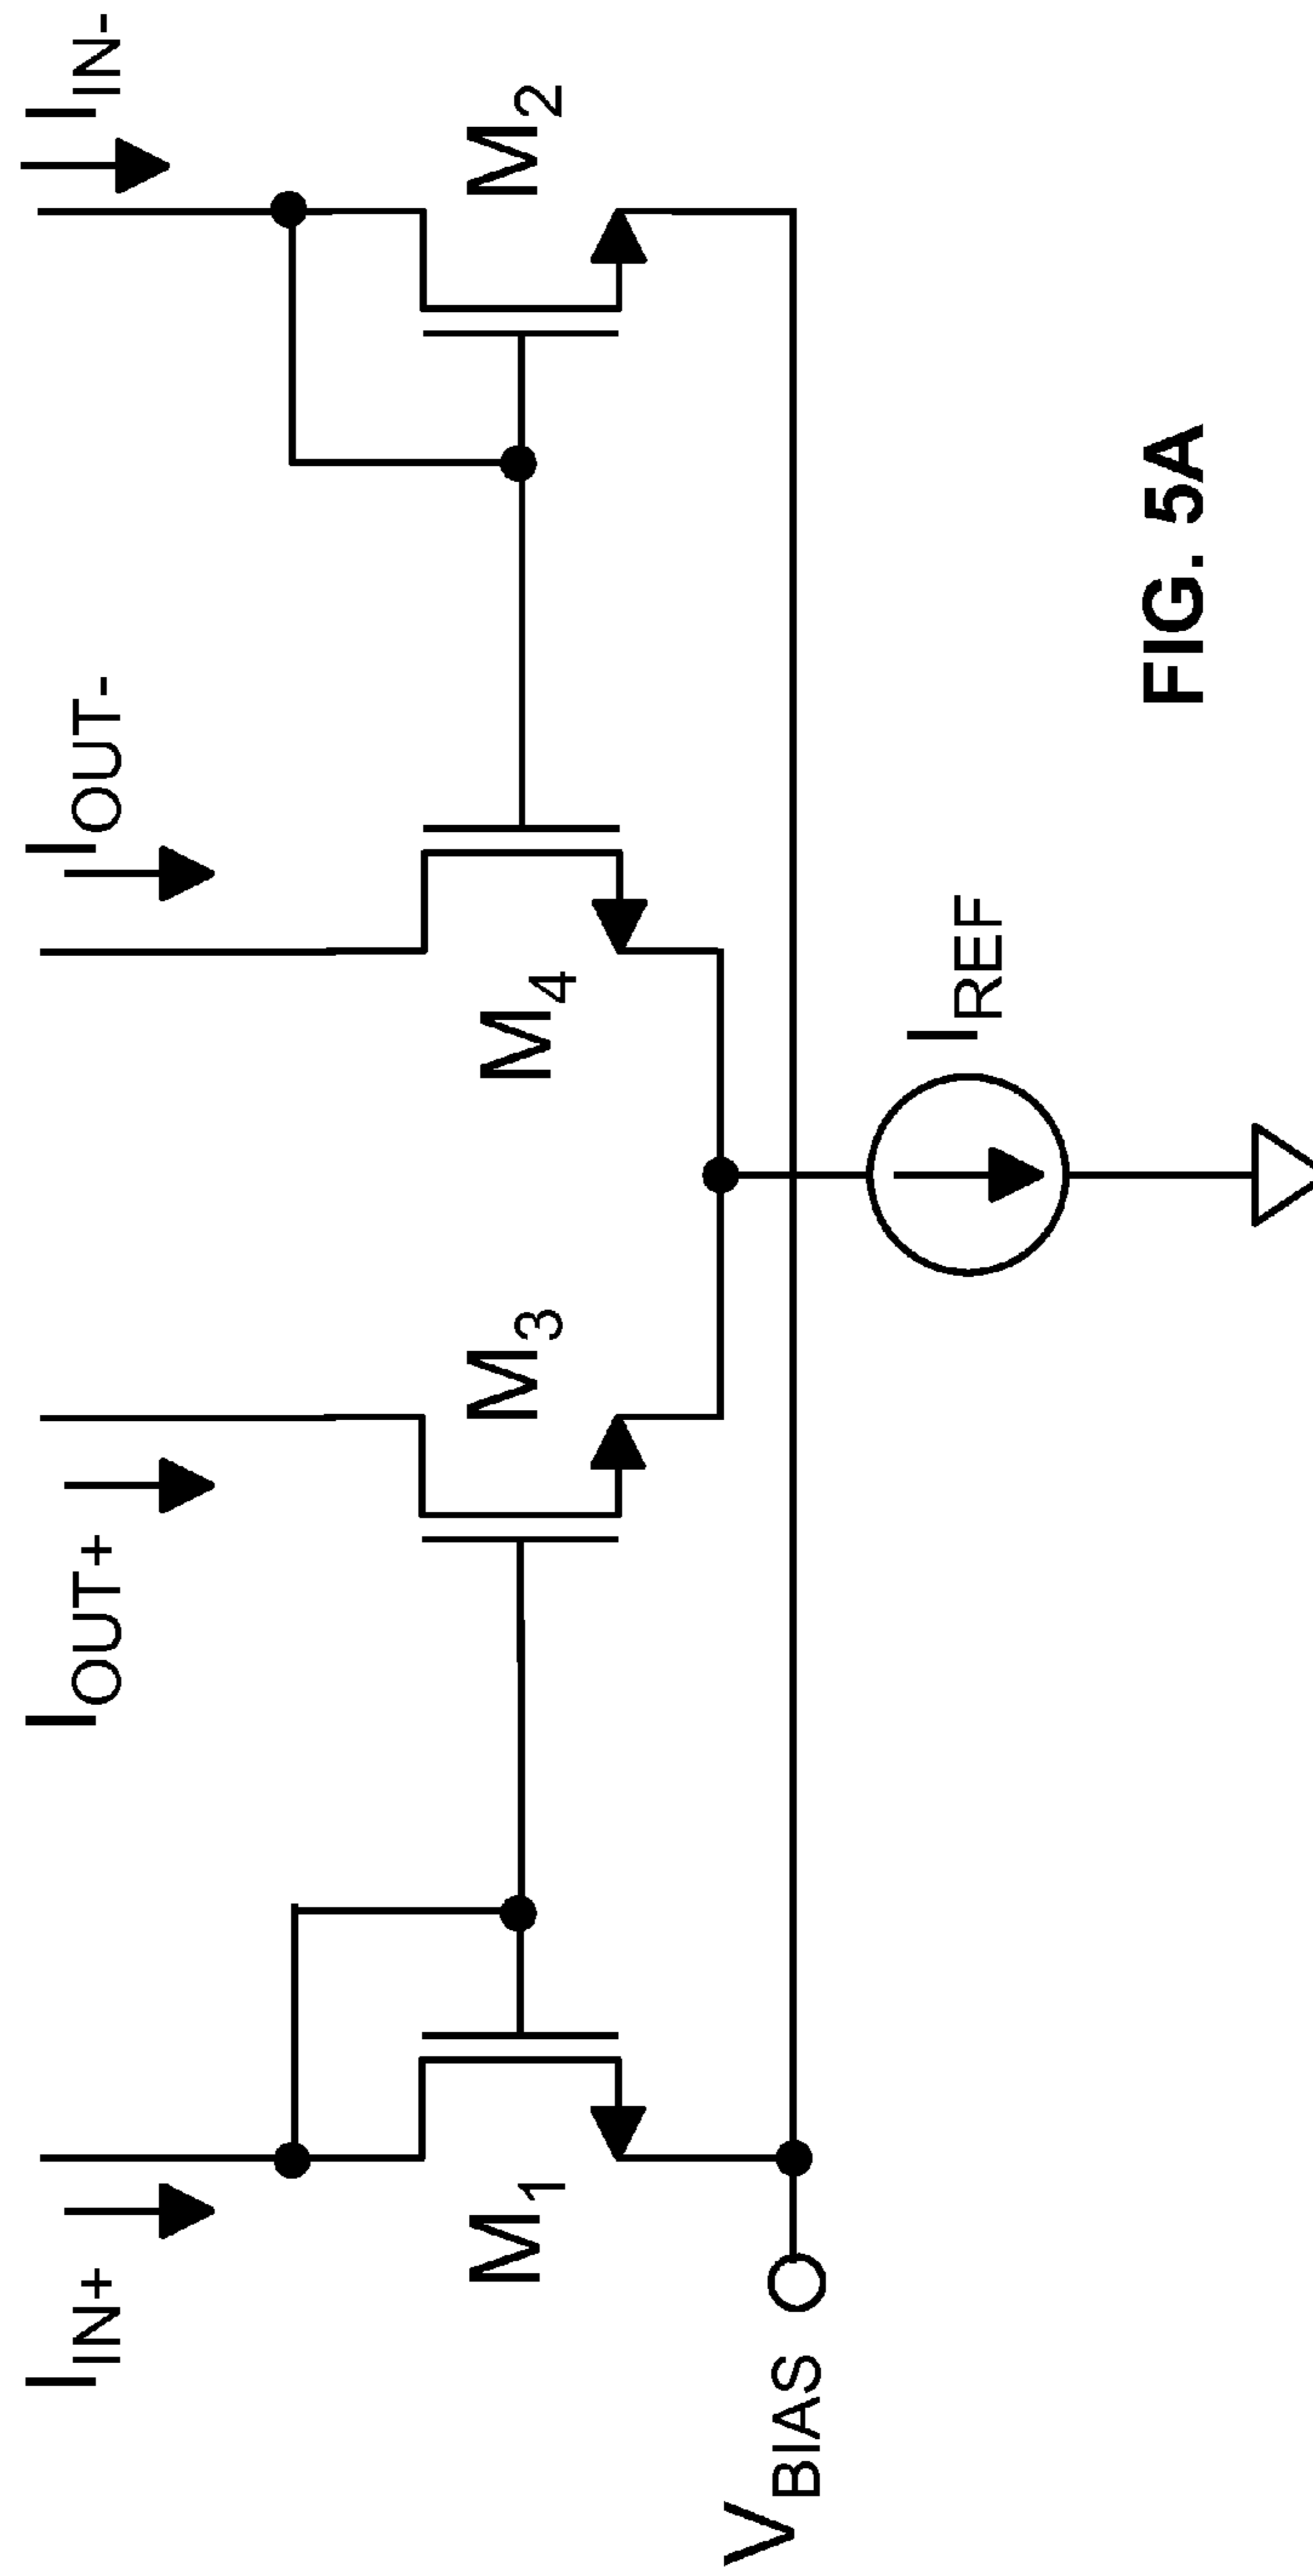 I_IN+
I_OUT+
I_OUT-
I_IN-
M_1
M_3
M_4
M_2
V_BIAS
I_REF
FIG. 5A